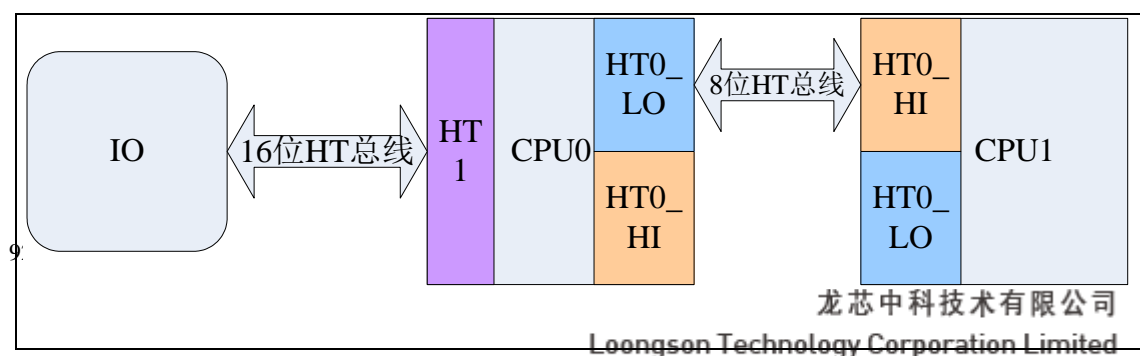 IO
16位HT总线
HT
1
CPU0
HT0_
LO
HT0_
HI
8位HT总线
HT0_
HI
HT0_
LO
CPU1
龙芯中科技术有限公司
Loongson Technology Corporation Limited